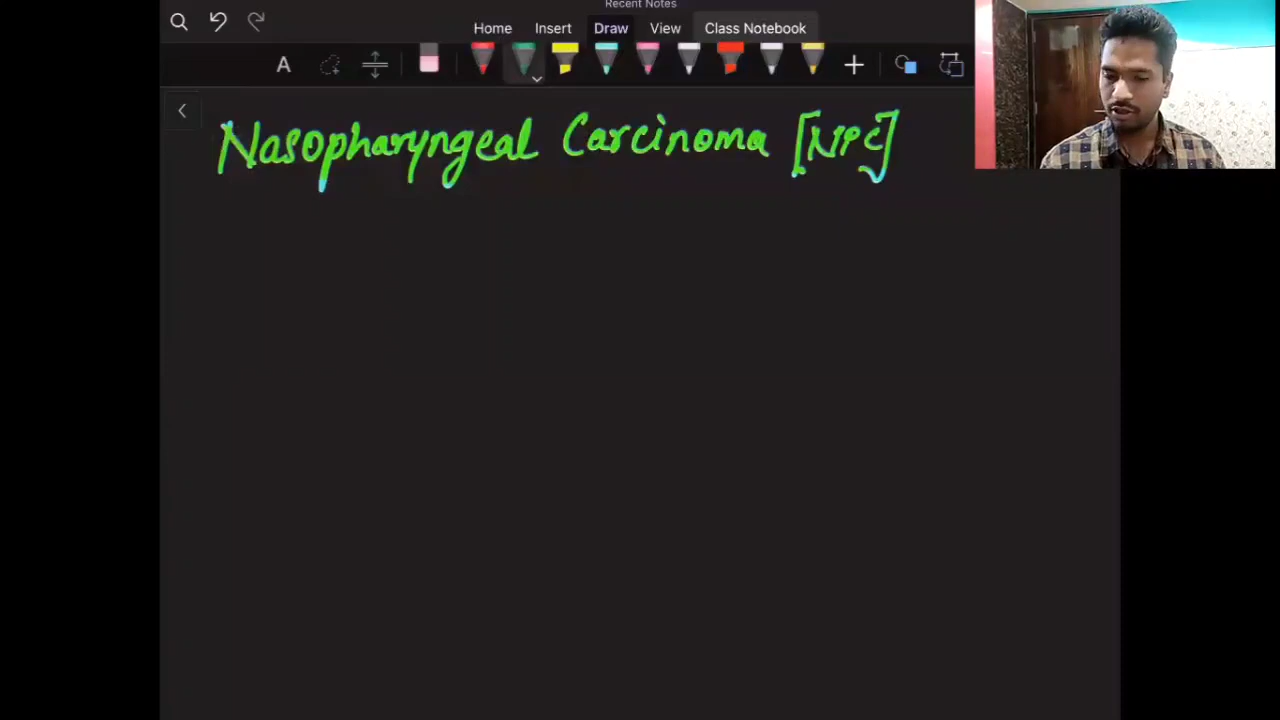 Recent Notes
Home Insert Draw View Class Notebook
A
Nasopharyngeal Carcinoma [NPC]